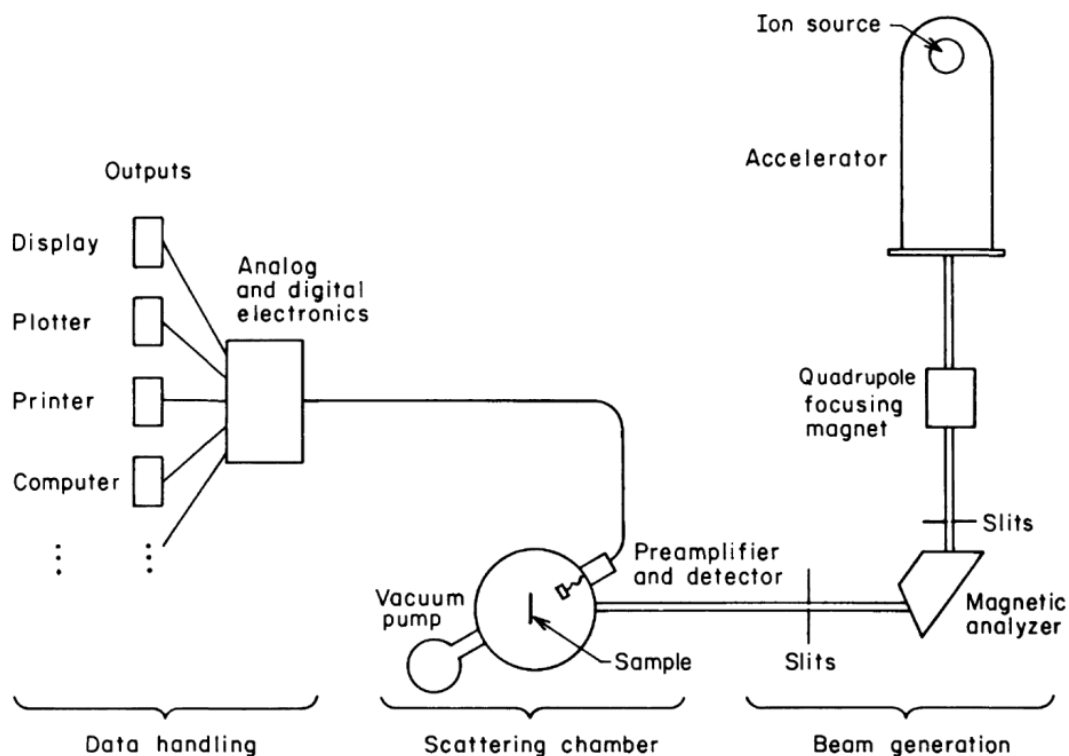 Ion source
Accelerator
Outputs
Display
Plotter
Printer
Computer
Analog
and digital
electronics
Quadrupole
focusing
magnet
Slits
Preamplifier
and detector
Magnetic
analyzer
Vacuum
pump
Sample
Slits
Data handling
Scattering chamber
Beam generation